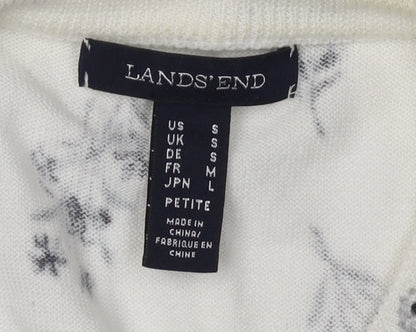 LANDS' END
US S
UK S
DE S
FR M
JPN L
PETITE
MADE IN
CHINA/
FABRIQUE EN
CHINE